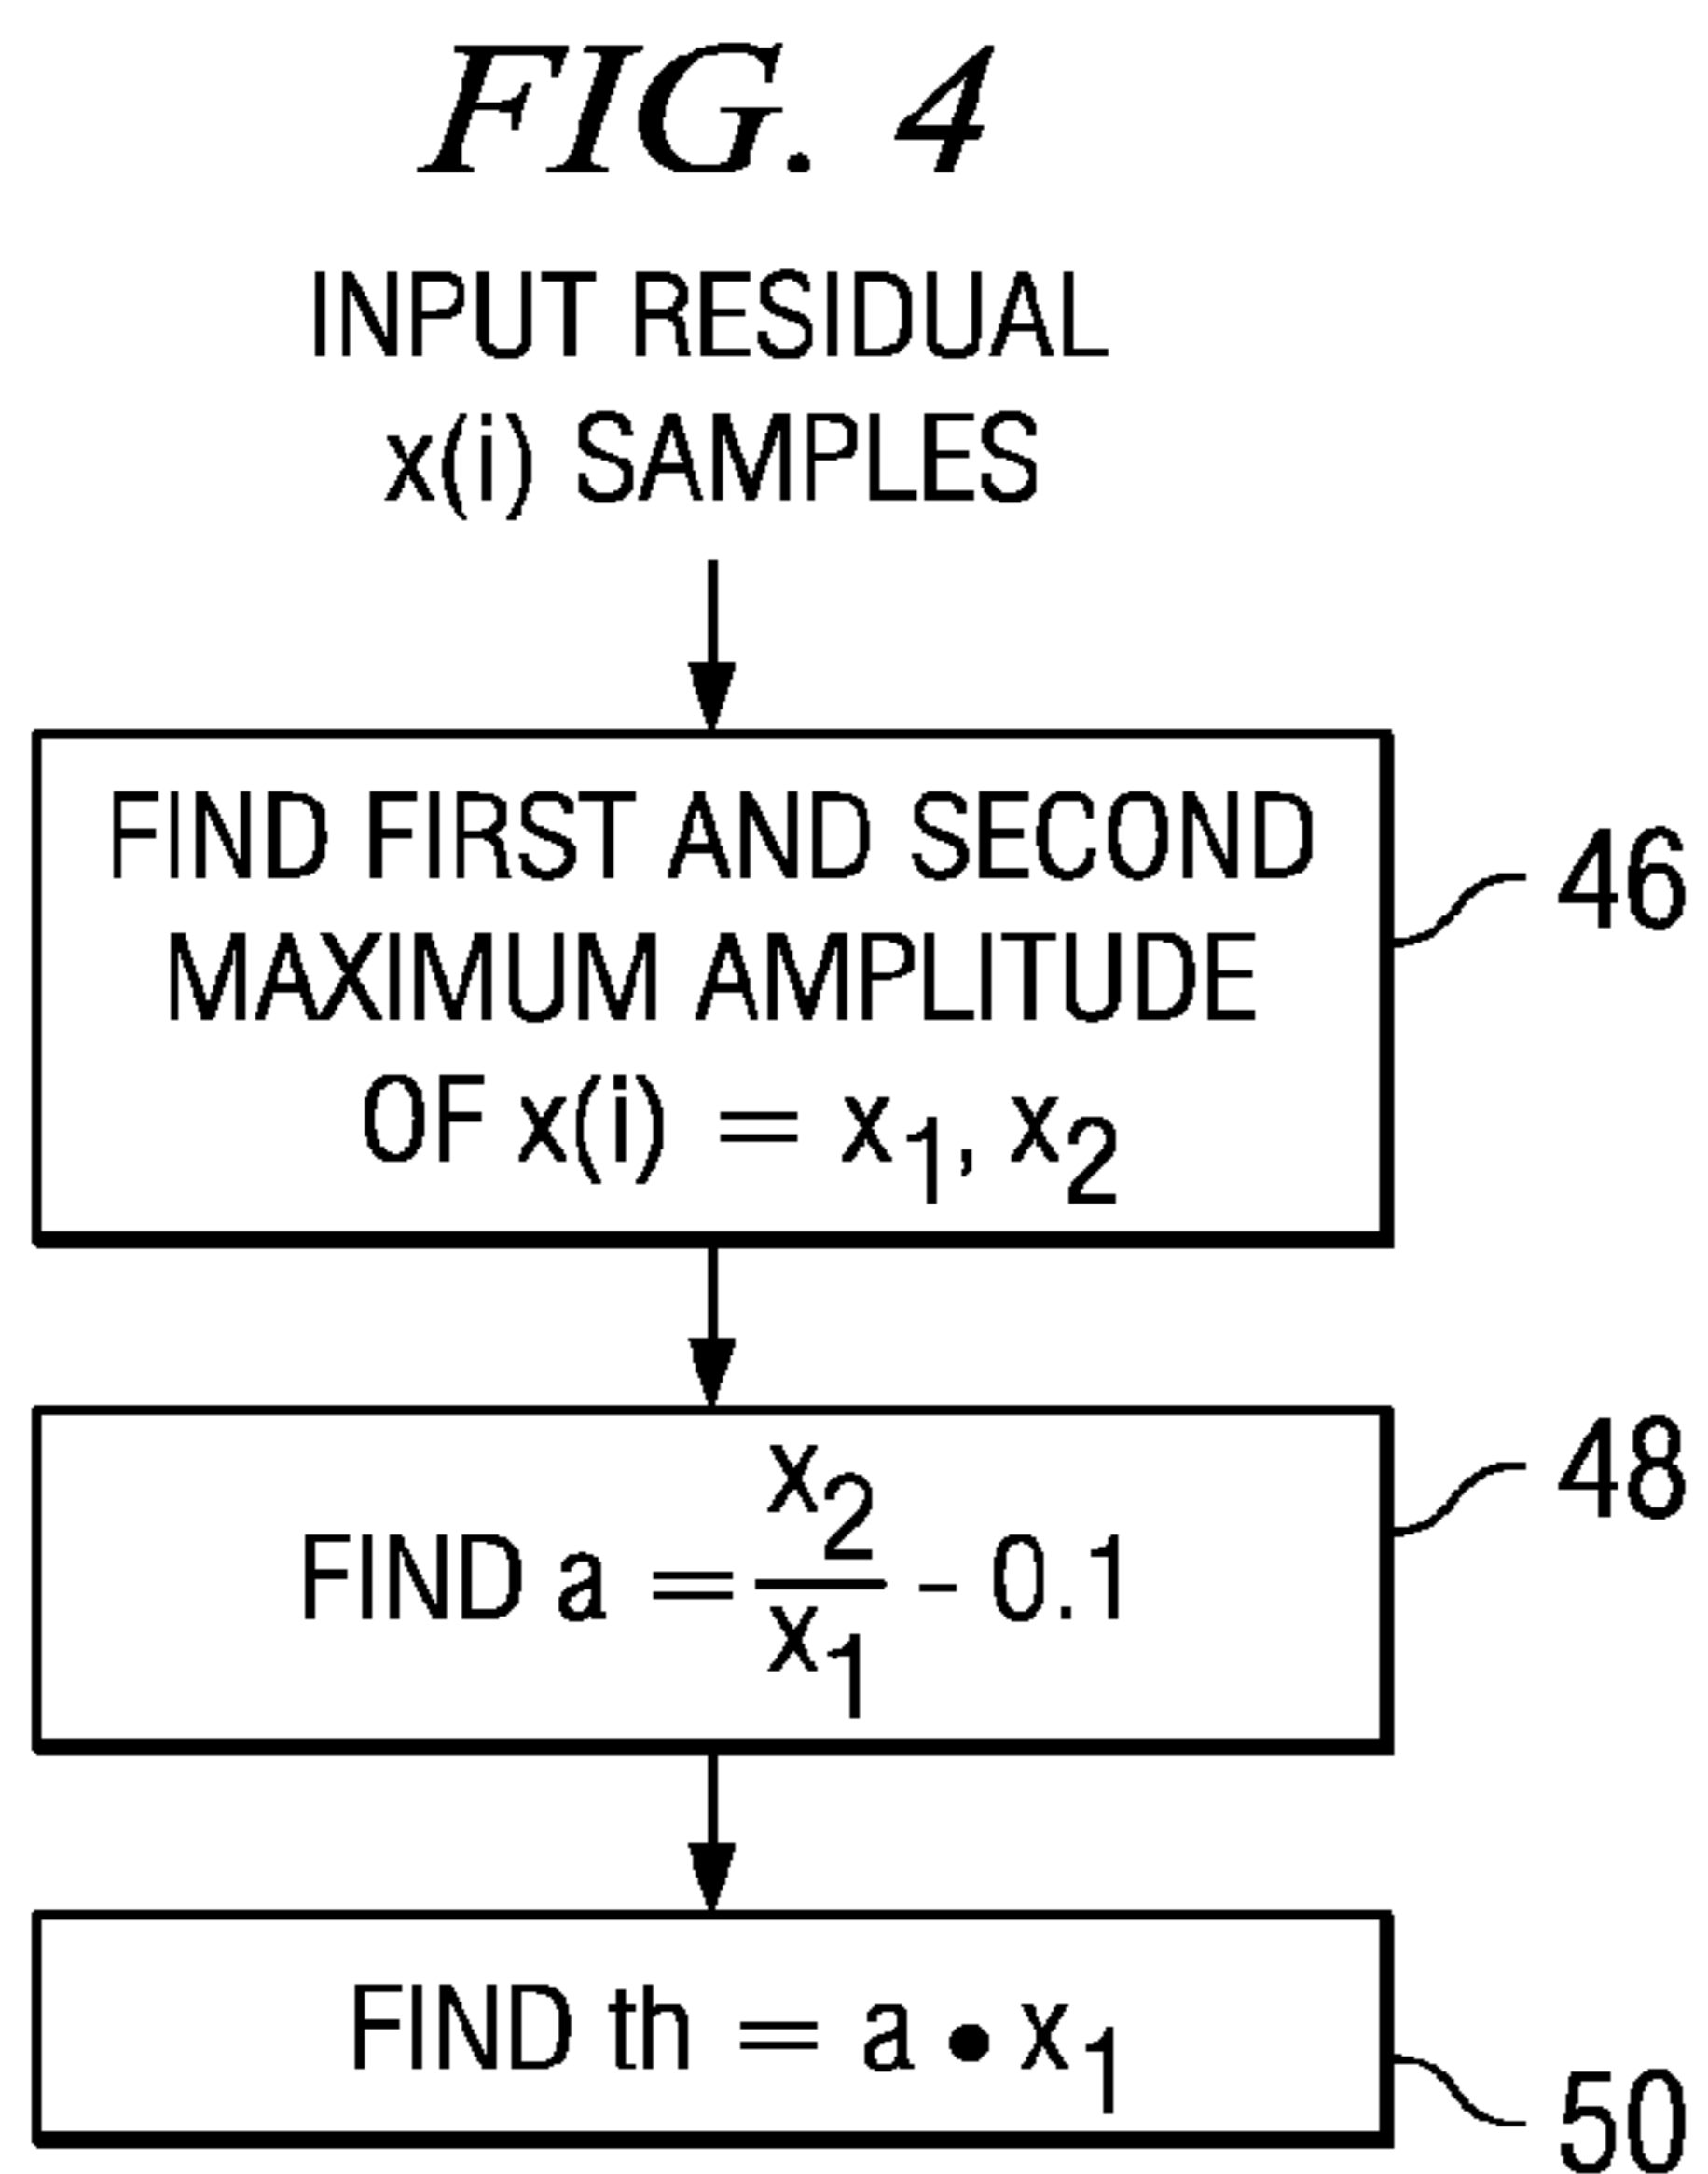 FIG. 4
INPUT RESIDUAL
x(i) SAMPLES
FIND FIRST AND SECOND
MAXIMUM AMPLITUDE
OF x(i) = x₁, x₂
46
FIND a = x₂/x₁ - 0.1
48
FIND th = a • x₁
50